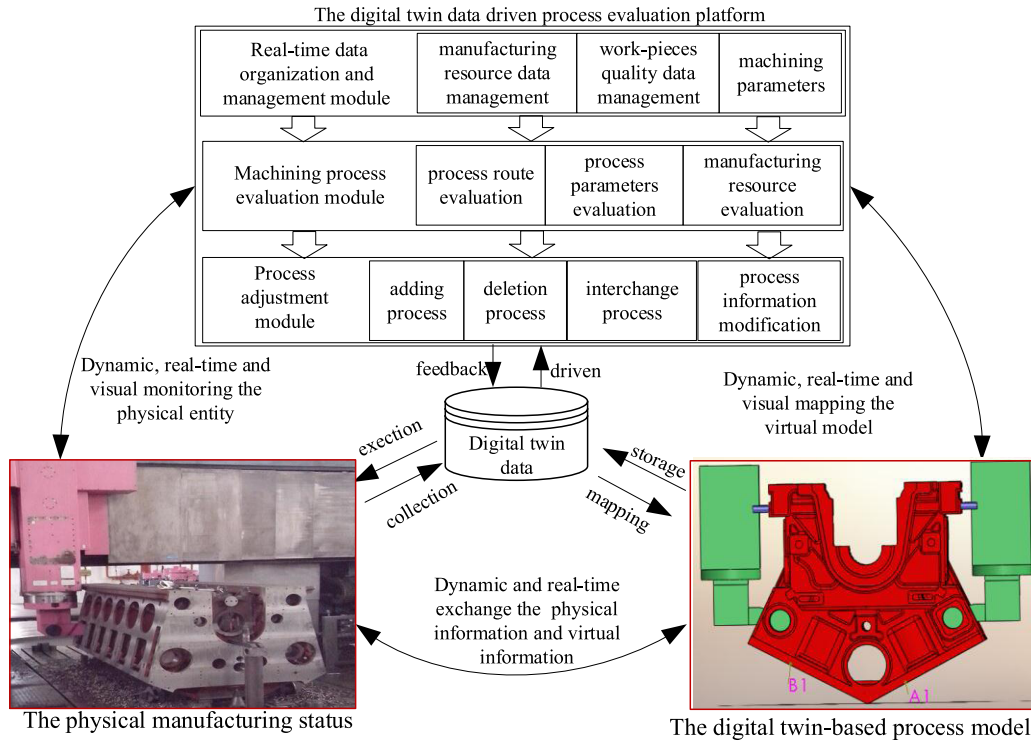 The digital twin data driven process evaluation platform
Real-time data
organization and
management module
manufacturing
resource data
management
work-pieces
quality data
management
machining
parameters
Machining process
evaluation module
process route
evaluation
process
parameters
evaluation
manufacturing
resource
evaluation
Process
adjustment
module
adding
process
deletion
process
interchange
process
process
information
modification
feedback
driven
Dynamic, real-time and
visual monitoring the
physical entity
Dynamic, real-time and
visual mapping the
virtual model
Digital twin
data
exection
collection
storage
mapping
Dynamic and real-time
exchange the physical
information and virtual
information
B1
A1
The physical manufacturing status
The digital twin-based process model